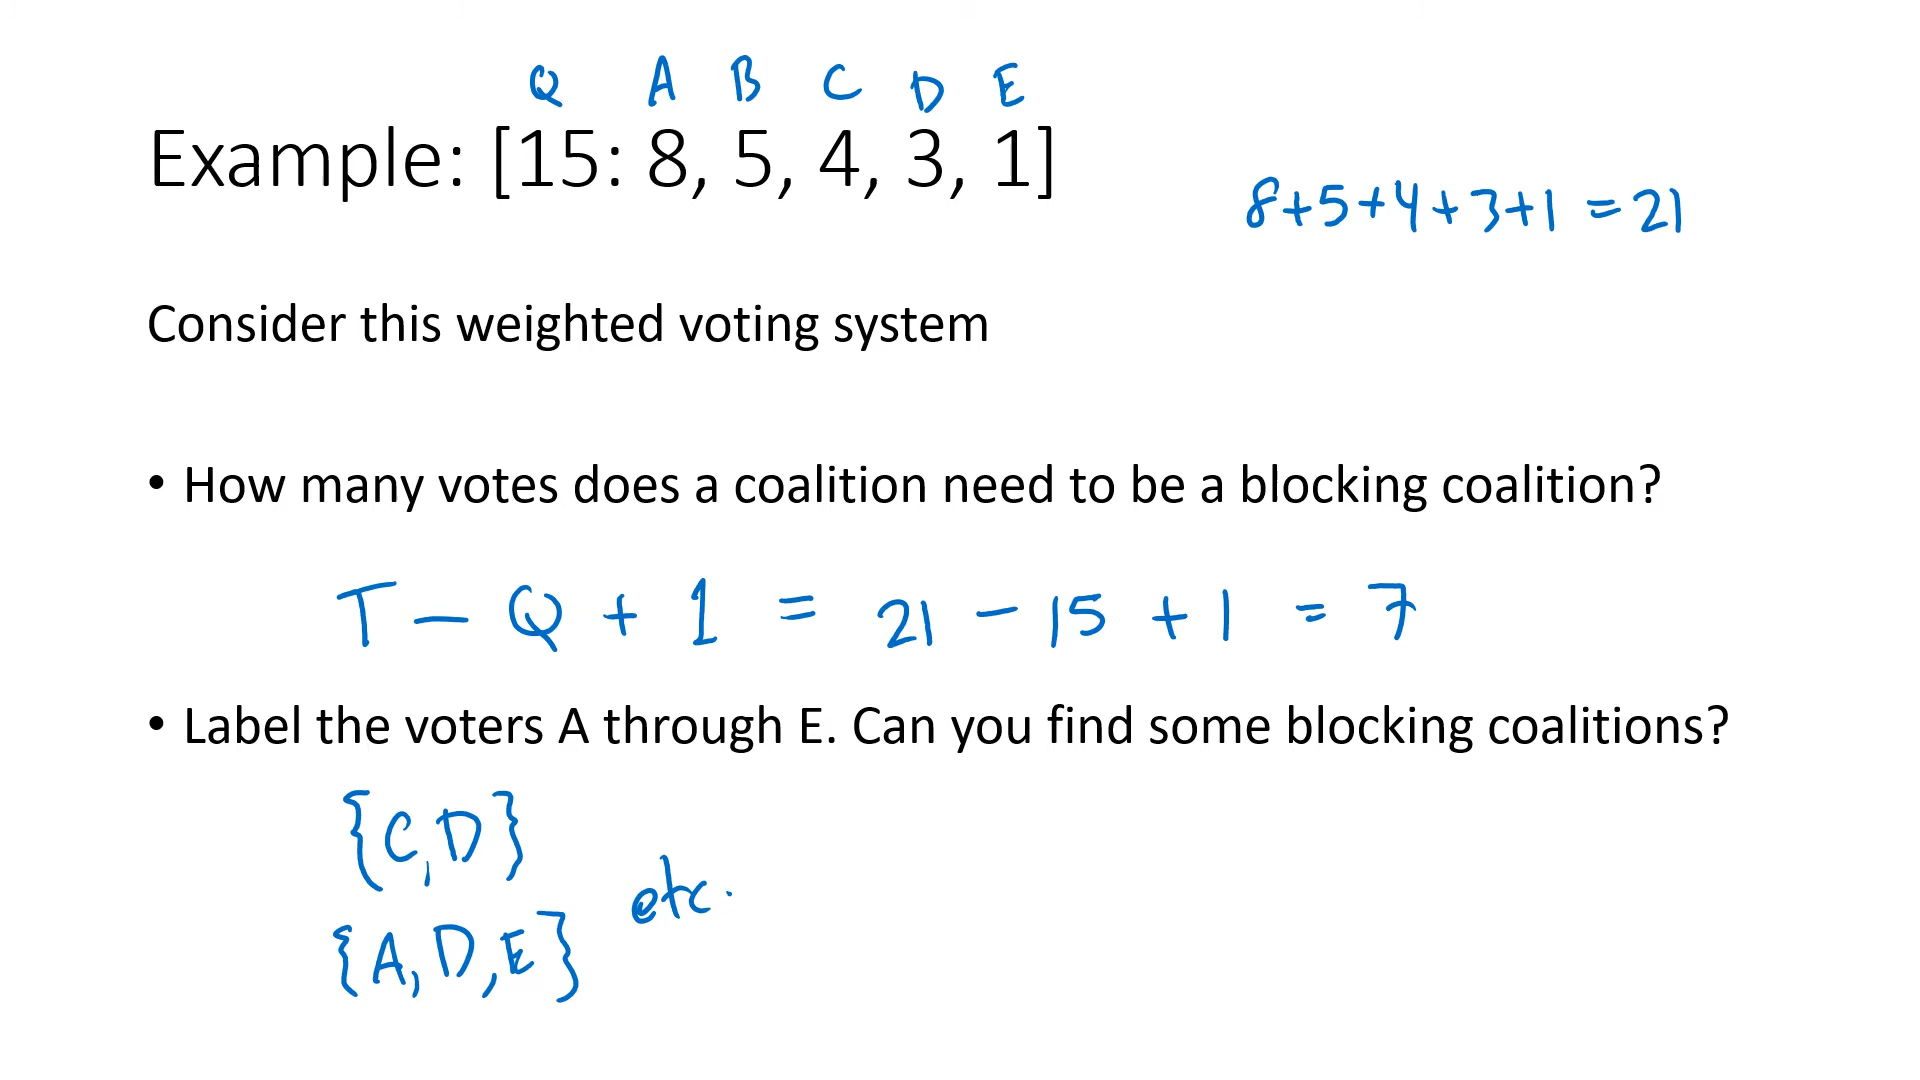 Q A B C D E
Example: [15: 8, 5, 4, 3, 1]
8+5+4+3+1 = 21
Consider this weighted voting system
• How many votes does a coalition need to be a blocking coalition?
T - Q + 1 = 21 - 15 + 1 = 7
• Label the voters A through E. Can you find some blocking coalitions?
{C,D}
etc.
{A,D,E}